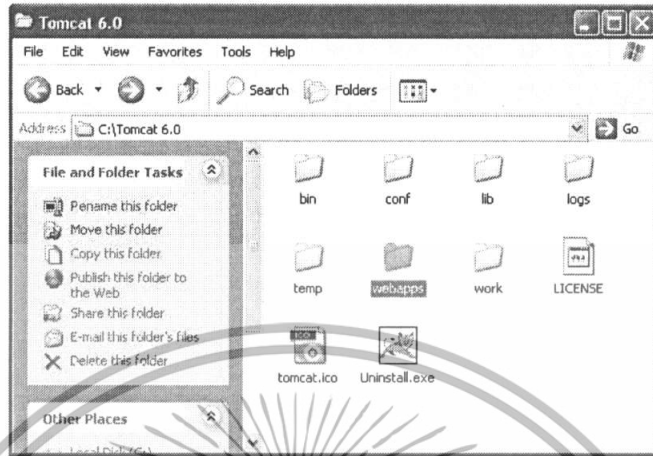 Tomcat 6.0
File Edit View Favorites Tools Help
Back Search Folders
Address C:\Tomcat 6.0 Go
File and Folder Tasks
Rename this folder
Move this folder
Copy this folder
Publish this folder to
the Web
Share this folder
E-mail this folder's files
Delete this folder
Other Places
Local Disk (C:)
bin conf lib logs
temp webapps work LICENSE
ICO
tomcat.ico Uninstall.exe